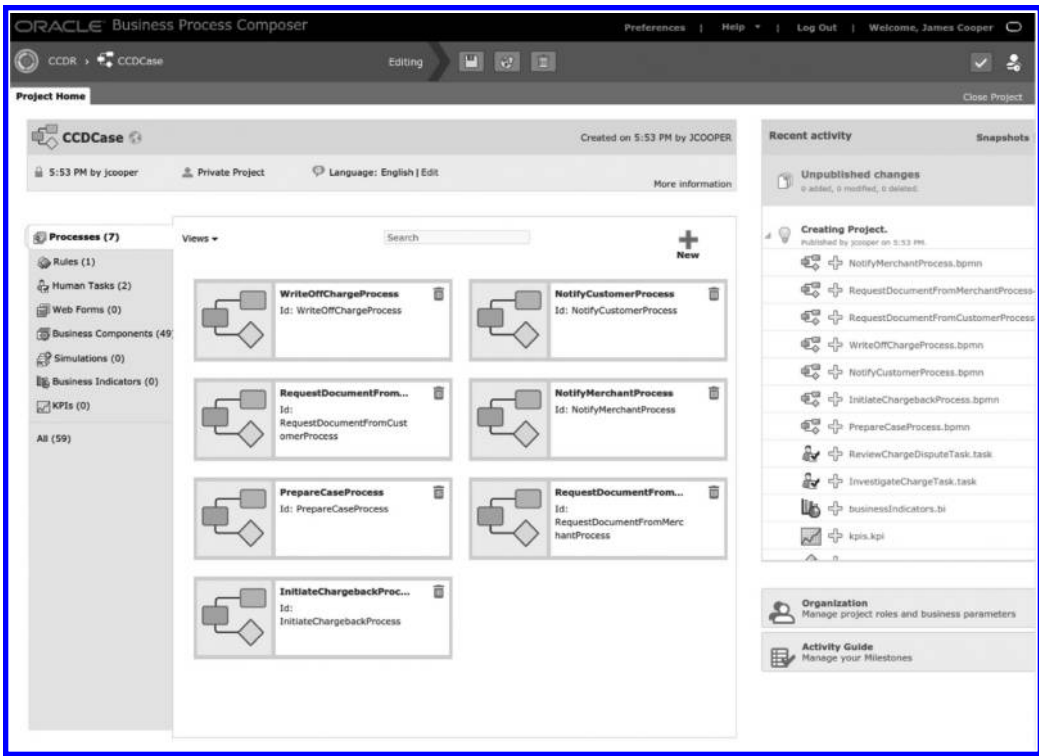 ORACLE Business Process Composer
Preferences | Help | Log Out | Welcome, James Cooper
CCDR › CCDCase
Editing
Project Home
Close Project
CCDCase
Created on 5:53 PM by JCOOPER
5:53 PM by jcooper
Private Project
Language: English | Edit
More information
Processes (7)
Rules (1)
Human Tasks (2)
Web Forms (0)
Business Components (49
Simulations (0)
Business Indicators (0)
KPIs (0)
All (59)
Views
Search
New
WriteOffChargeProcess
Id: WriteOffChargeProcess
NotifyCustomerProcess
Id: NotifyCustomerProcess
RequestDocumentFrom...
Id:
RequestDocumentFromCust
omerProcess
NotifyMerchantProcess
Id: NotifyMerchantProcess
PrepareCaseProcess
Id: PrepareCaseProcess
RequestDocumentFrom...
Id:
RequestDocumentFromMerc
hantProcess
InitiateChargebackProc...
Id:
InitiateChargebackProcess
Recent activity
Snapshots
Unpublished changes
0 added, 0 modified, 0 deleted.
Creating Project.
Published by jcooper on 5:53 PM.
NotifyMerchantProcess.bpmn
RequestDocumentFromMerchantProcess
RequestDocumentFromCustomerProcess
WriteOffChargeProcess.bpmn
NotifyCustomerProcess.bpmn
InitiateChargebackProcess.bpmn
PrepareCaseProcess.bpmn
ReviewChargeDisputeTask.task
InvestigateChargeTask.task
businessIndicators.bi
kpis.kpi
Organization
Manage project roles and business parameters
Activity Guide
Manage your Milestones